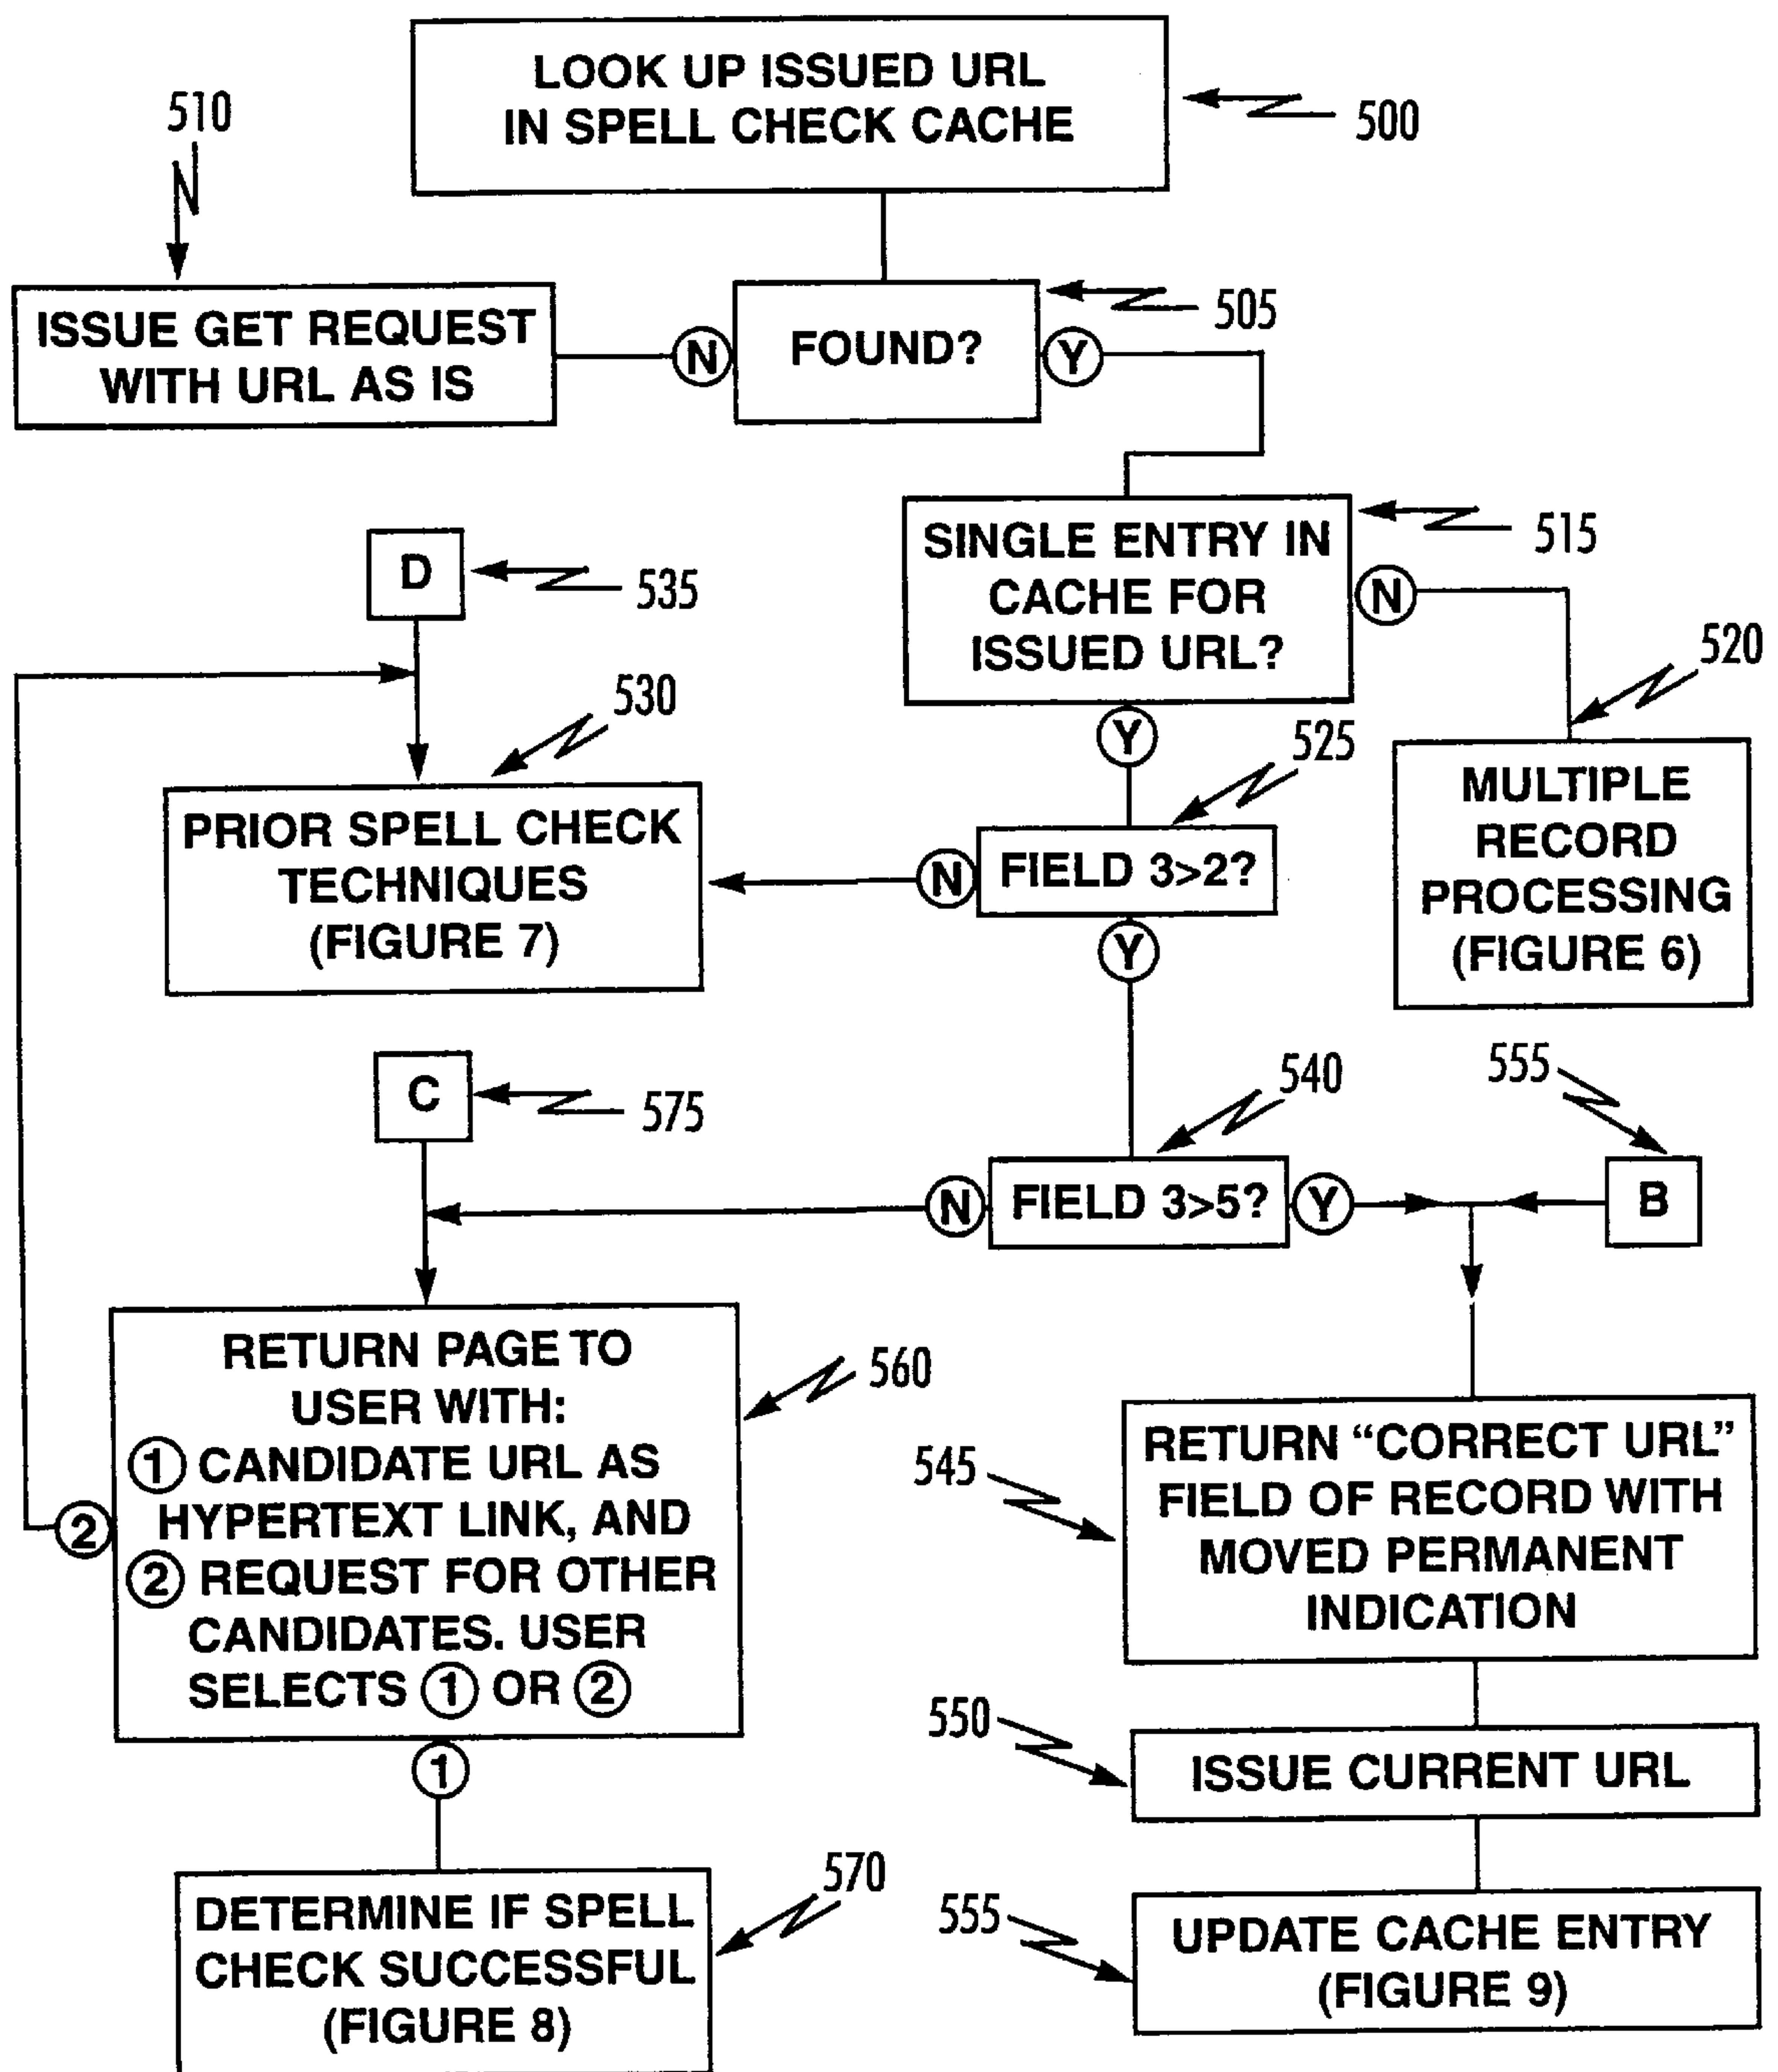 LOOK UP ISSUED URL
IN SPELL CHECK CACHE
500
510
ISSUE GET REQUEST
WITH URL AS IS
N
FOUND?
Y
505
SINGLE ENTRY IN
CACHE FOR
ISSUED URL?
515
N
Y
520
MULTIPLE
RECORD
PROCESSING
(FIGURE 6)
D
535
530
PRIOR SPELL CHECK
TECHNIQUES
(FIGURE 7)
525
N
FIELD 3>2?
Y
C
575
540
555
N
FIELD 3>5?
Y
B
RETURN PAGE TO
USER WITH:
1 CANDIDATE URL AS
HYPERTEXT LINK, AND
2 REQUEST FOR OTHER
CANDIDATES. USER
SELECTS 1 OR 2
560
2
1
545
RETURN “CORRECT URL”
FIELD OF RECORD WITH
MOVED PERMANENT
INDICATION
550
ISSUE CURRENT URL
570
DETERMINE IF SPELL
CHECK SUCCESSFUL
(FIGURE 8)
555
UPDATE CACHE ENTRY
(FIGURE 9)